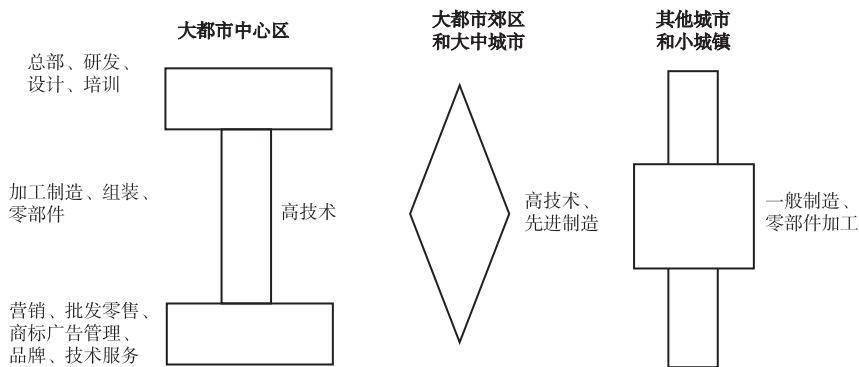 大都市中心区
大都市郊区
和大中城市
其他城市
和小城镇
总部、研发、
设计、培训
加工制造、组装、
零部件
高技术
高技术、
先进制造
一般制造、
零部件加工
营销、批发零售、
商标广告管理、
品牌、技术服务